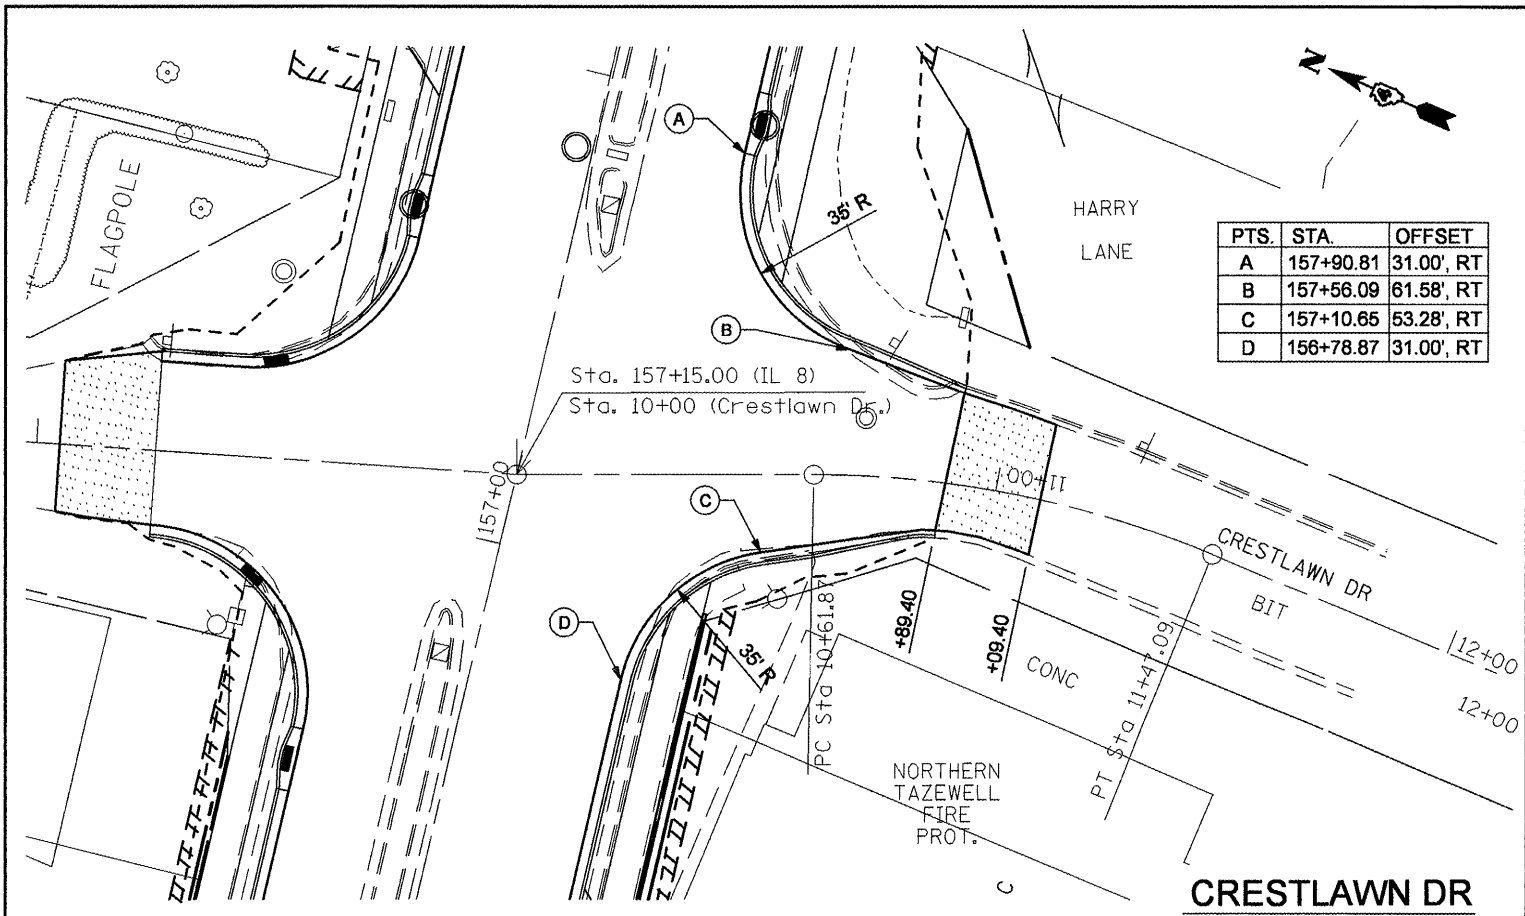 N
A
FLAGPOLE
35' R
HARRY
LANE
PTS. STA. OFFSET
A 157+90.81 31.00', RT
B 157+56.09 61.58', RT
C 157+10.65 53.28', RT
D 156+78.87 31.00', RT
B
Sta. 157+15.00 (IL 8)
Sta. 10+00 (Crestlawn Dr.)
157+00
11+00
C
CRESTLAWN DR
BIT
D
35' R
PC Sta 10+61.87
+89.40
+09.40
CONC
PT Sta 11+47.09
12+00
12+00
NORTHERN
TAZEWELL
FIRE
PROT.
C
CRESTLAWN DR